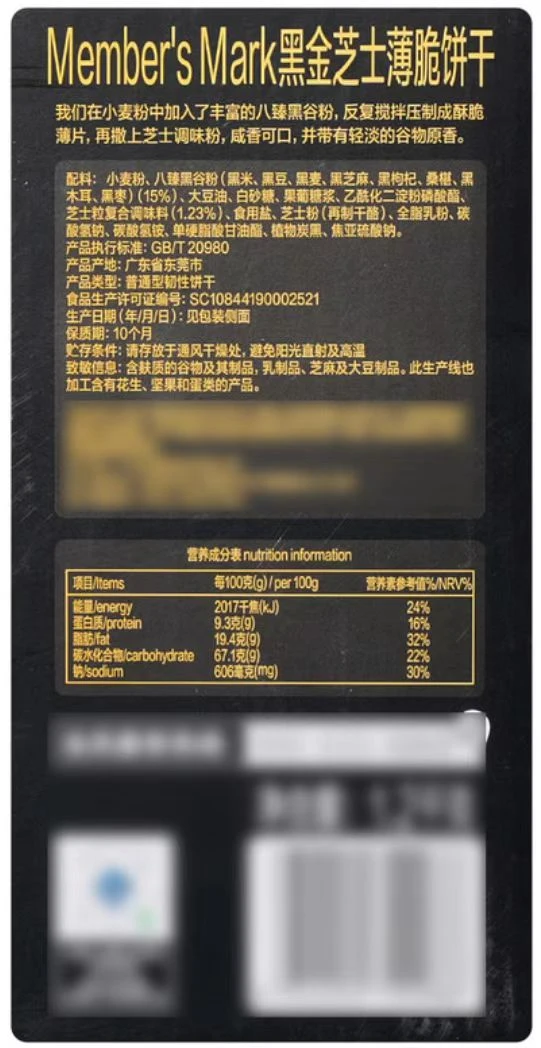 Member's Mark黑金芝士薄脆饼干
我们在小麦粉中加入了丰富的八臻黑谷粉，反复搅拌压制成酥脆
薄片，再撒上芝士调味粉，咸香可口，并带有轻淡的谷物原香。
配料：小麦粉、八臻黑谷粉（黑米、黑豆、黑麦、黑芝麻、黑枸杞、桑椹、黑
木耳、黑枣）(15%)、大豆油、白砂糖、果葡糖浆、乙酰化二淀粉磷酸酯、
芝士粒复合调味料(1.23%)、食用盐、芝士粉（再制干酪）、全脂乳粉、碳
酸氢钠、碳酸氢铵、单硬脂酸甘油酯、植物炭黑、焦亚硫酸钠。
产品执行标准：GB/T 20980
产品产地：广东省东莞市
产品类型：普通型韧性饼干
食品生产许可证编号：SC10844190002521
生产日期（年/月/日）：见包装侧面
保质期：10个月
贮存条件：请存放于通风干燥处，避免阳光直射及高温
致敏信息：含麸质的谷物及其制品，乳制品、芝麻及大豆制品。此生产线也
加工含有花生、坚果和蛋类的产品。
营养成分表 nutrition information
项目/Items 每100克(g) / per 100g 营养素参考值%/NRV%
能量/energy 2017千焦(kJ) 24%
蛋白质/protein 9.3克(g) 16%
脂肪/fat 19.4克(g) 32%
碳水化合物/carbohydrate 67.1克(g) 22%
钠/sodium 606毫克(mg) 30%